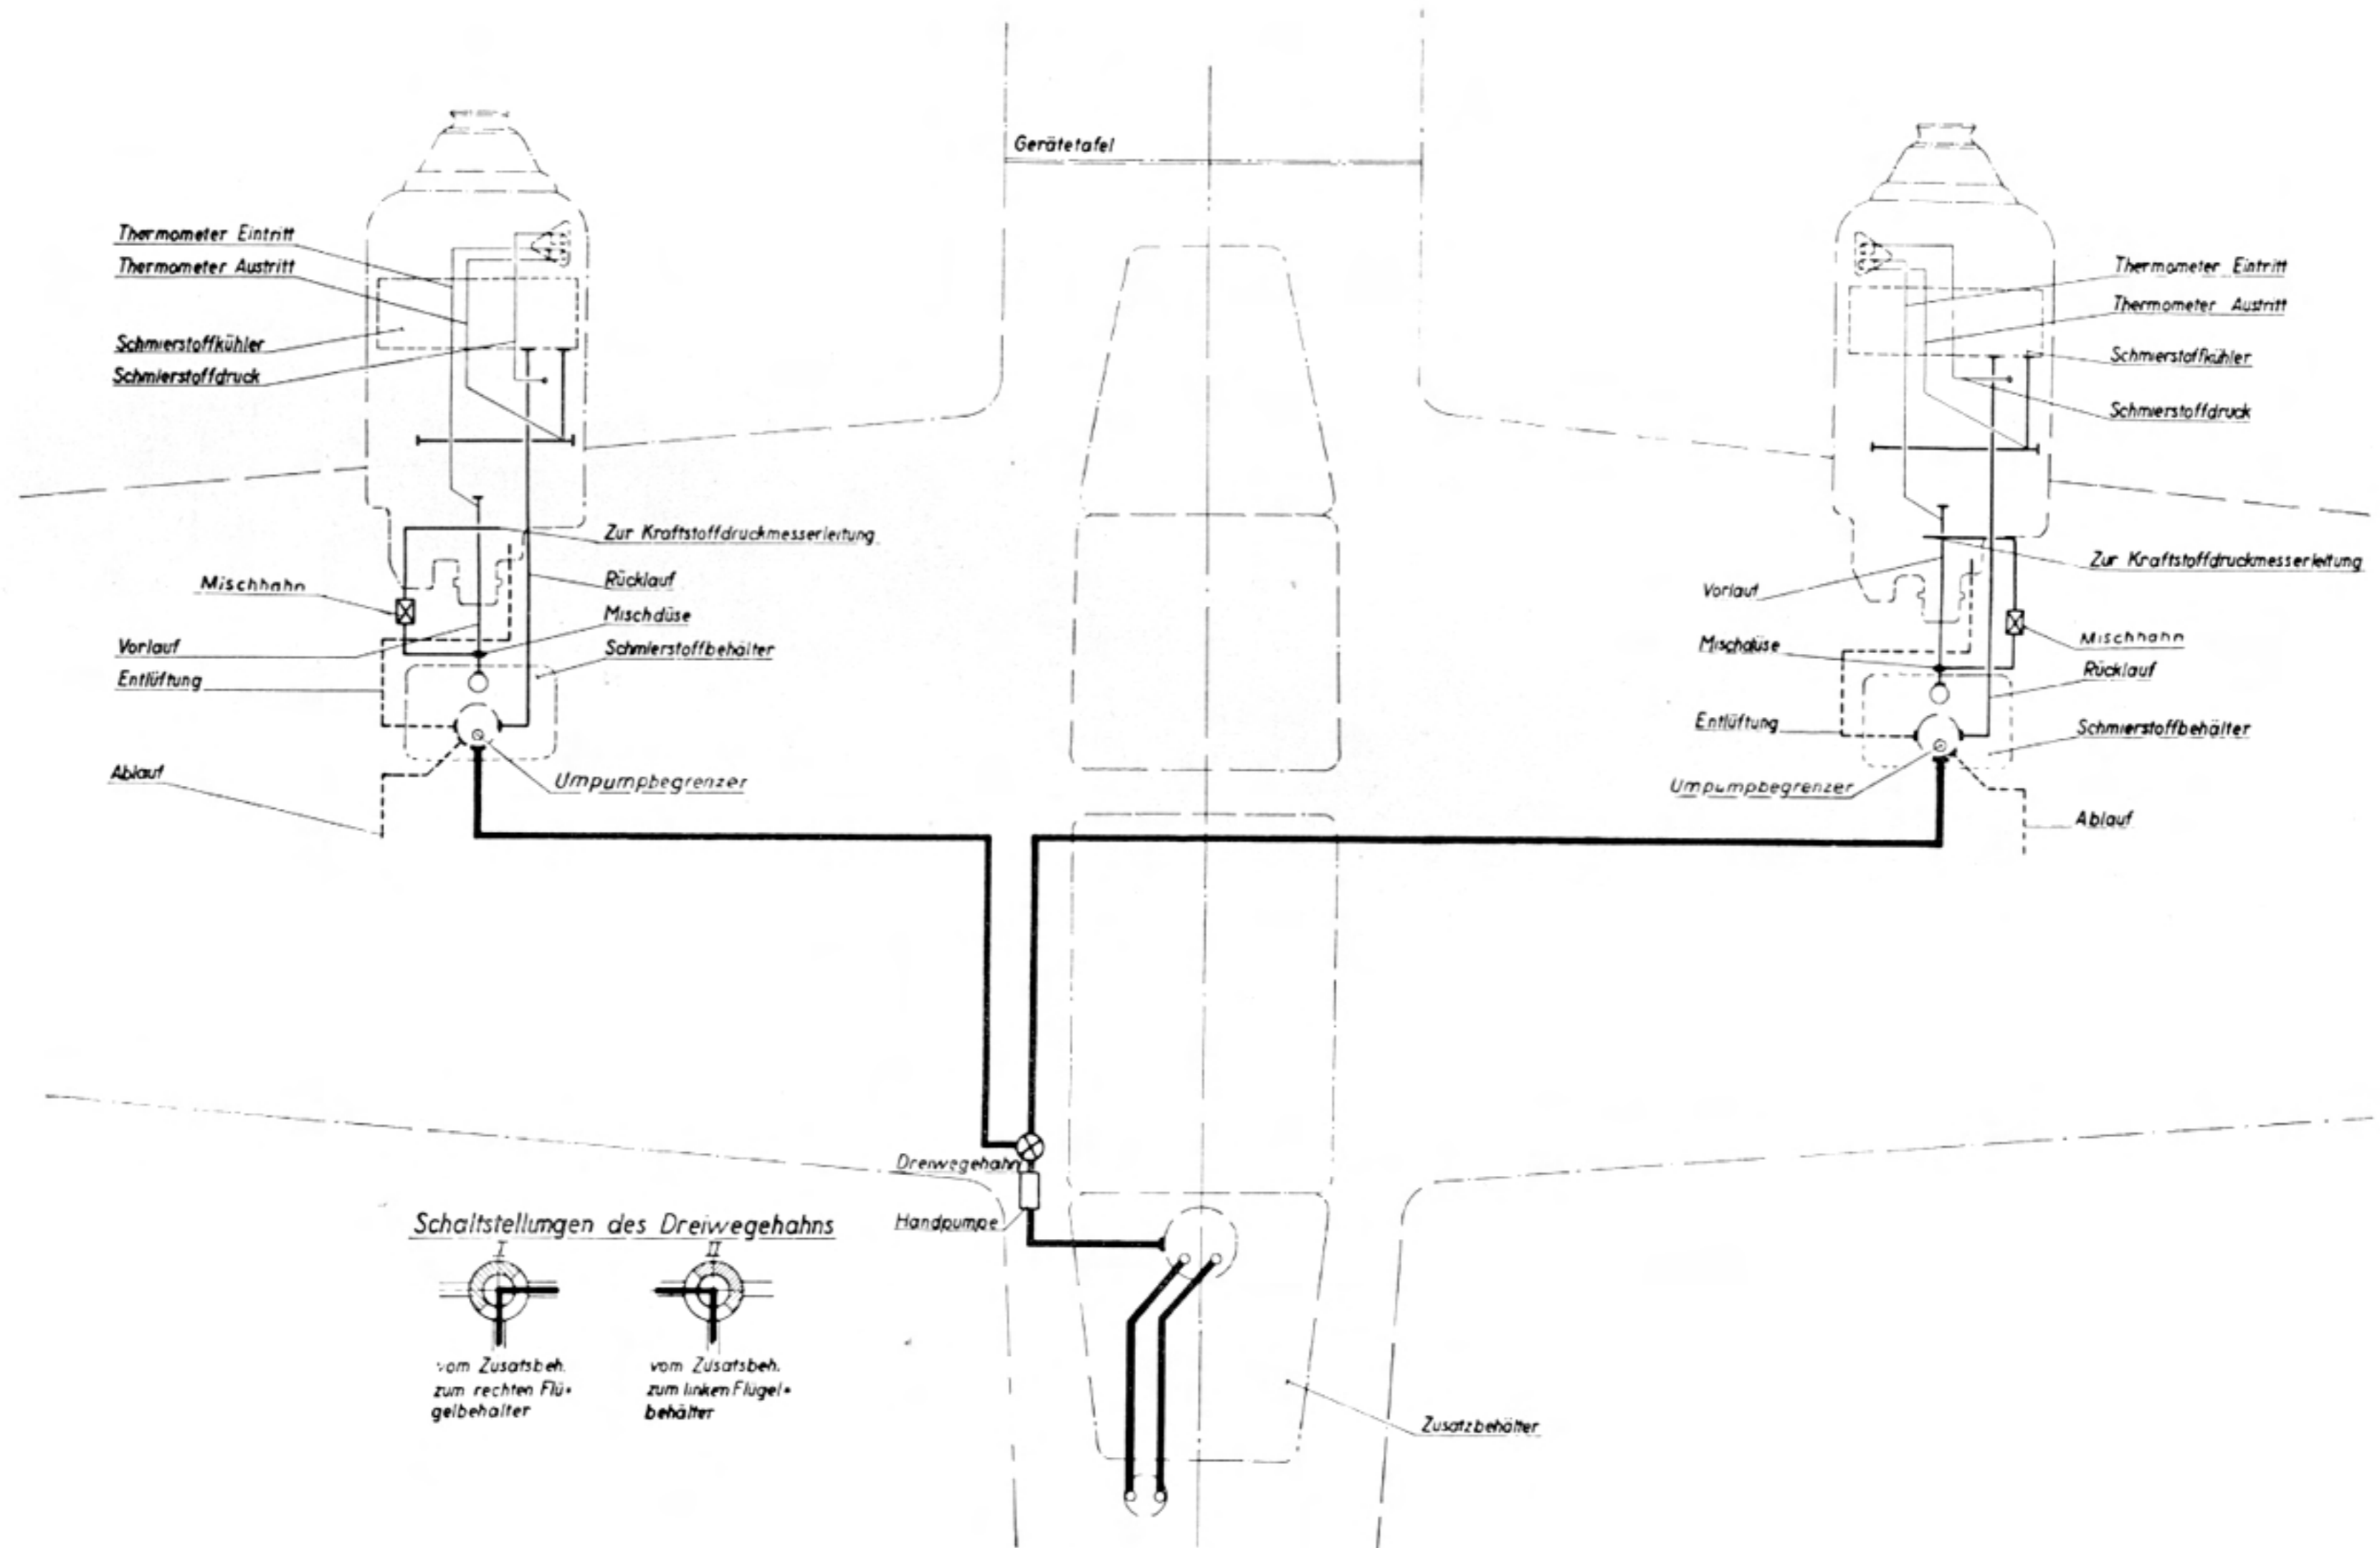 Gerätetafel
Thermometer Eintritt
Thermometer Austritt
Schmierstoffkühler
Schmierstoffdruck
Zur Kraftstoffdruckmesserleitung
Mischhahn
Rücklauf
Mischdüse
Vorlauf
Schmierstoffbehälter
Entlüftung
Ablauf
Umpumpbegrenzer
Thermometer Eintritt
Thermometer Austritt
Schmierstoffkühler
Schmierstoffdruck
Zur Kraftstoffdruckmesserleitung
Vorlauf
Mischdüse
Mischhahn
Rücklauf
Entlüftung
Schmierstoffbehälter
Umpumpbegrenzer
Ablauf
Dreiwegehahn
Handpumpe
Schaltstellungen des Dreiwegehahns
I
vom Zusatsbeh.
zum rechten Flü-
gelbehalter
II
vom Zusatsbeh.
zum linken Flügel-
behälter
Zusatzbehälter